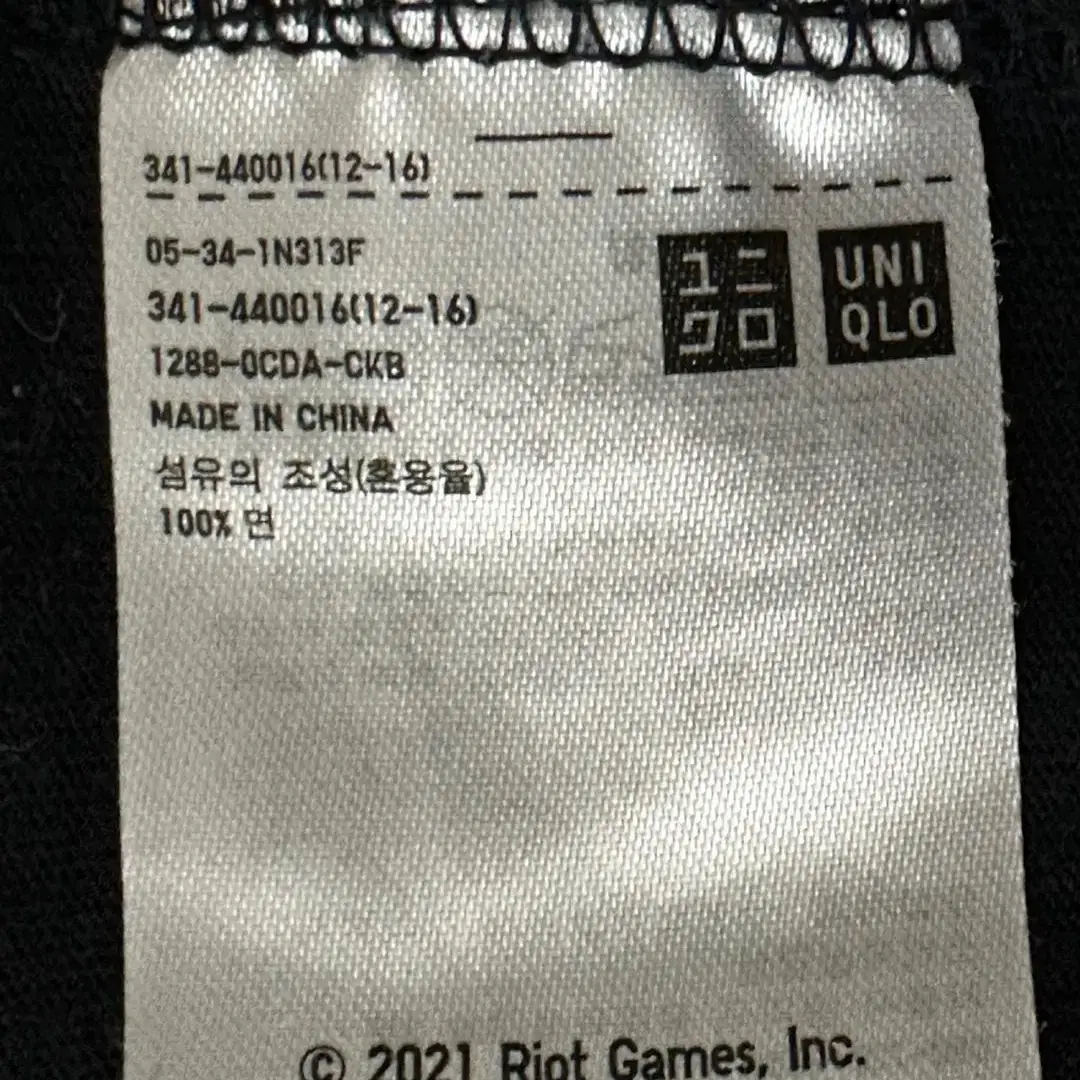 341-440016(12-16)
05-34-1N313F
341-440016(12-16)
1288-0CDA-CKB
MADE IN CHINA
섬유의 조성(혼용율)
100% 면
ユニ
クロ
UNI
QLO
© 2021 Riot Games, Inc.